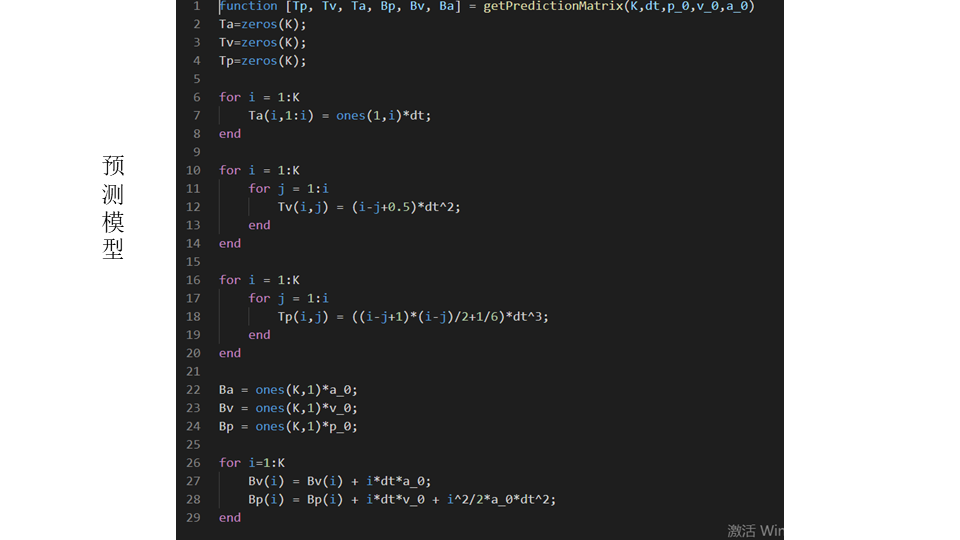 预测模型
1 function [Tp, Tv, Ta, Bp, Bv, Ba] = getPredictionMatrix(K,dt,p_0,v_0,a_0)
2 Ta=zeros(K);
3 Tv=zeros(K);
4 Tp=zeros(K);
5
6 for i = 1:K
7     Ta(i,1:i) = ones(1,i)*dt;
8 end
9
10 for i = 1:K
11     for j = 1:i
12         Tv(i,j) = (i-j+0.5)*dt^2;
13     end
14 end
15
16 for i = 1:K
17     for j = 1:i
18         Tp(i,j) = ((i-j+1)*(i-j)/2+1/6)*dt^3;
19     end
20 end
21
22 Ba = ones(K,1)*a_0;
23 Bv = ones(K,1)*v_0;
24 Bp = ones(K,1)*p_0;
25
26 for i=1:K
27     Bv(i) = Bv(i) + i*dt*a_0;
28     Bp(i) = Bp(i) + i*dt*v_0 + i^2/2*a_0*dt^2;
29 end
激活 Win